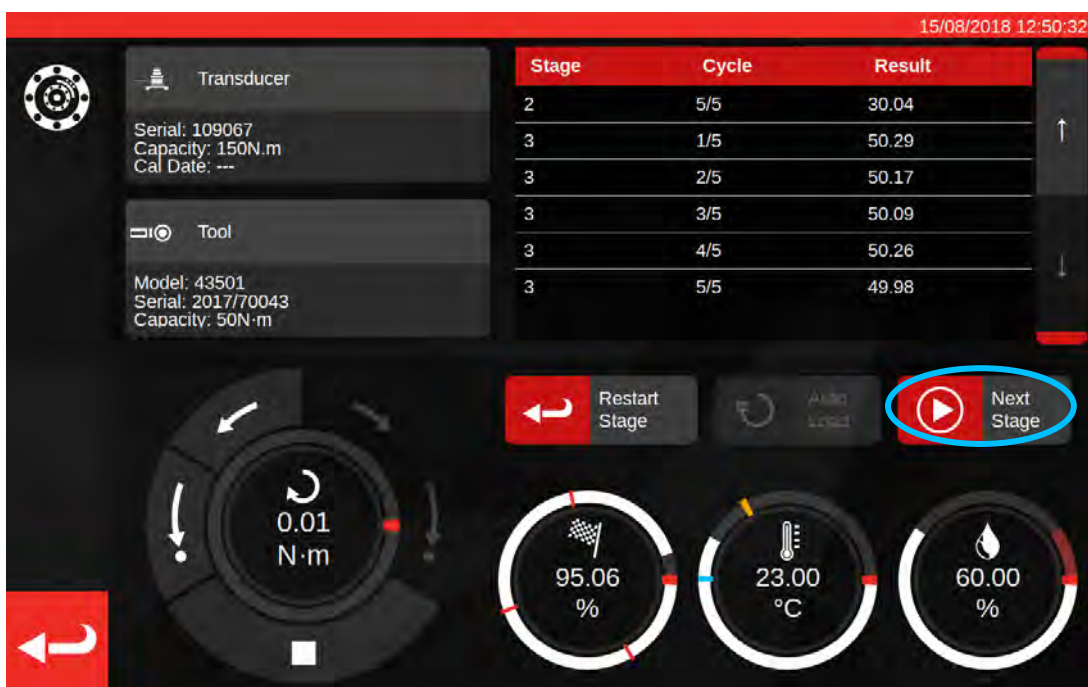 15/08/2018 12:50:32
Transducer
Serial: 109067
Capacity: 150N.m
Cal Date: ---
Tool
Model: 43501
Serial: 2017/70043
Capacity: 50N·m
Stage Cycle Result
2 5/5 30.04
3 1/5 50.29
3 2/5 50.17
3 3/5 50.09
3 4/5 50.26
3 5/5 49.98
Restart
Stage
Auto
Load
Next
Stage
0.01
N·m
95.06
%
23.00
°C
60.00
%